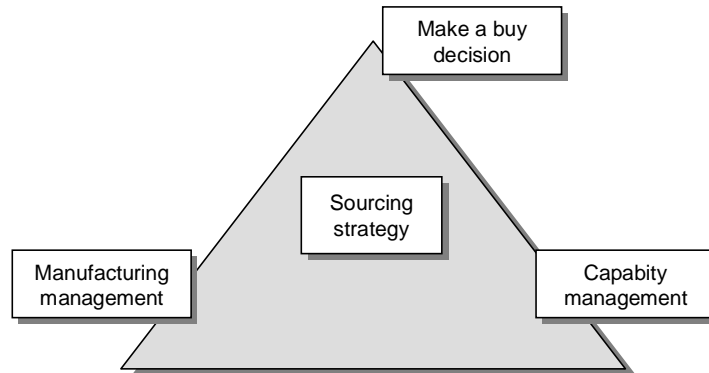 Make a buy
decision
Sourcing
strategy
Manufacturing
management
Capabity
management